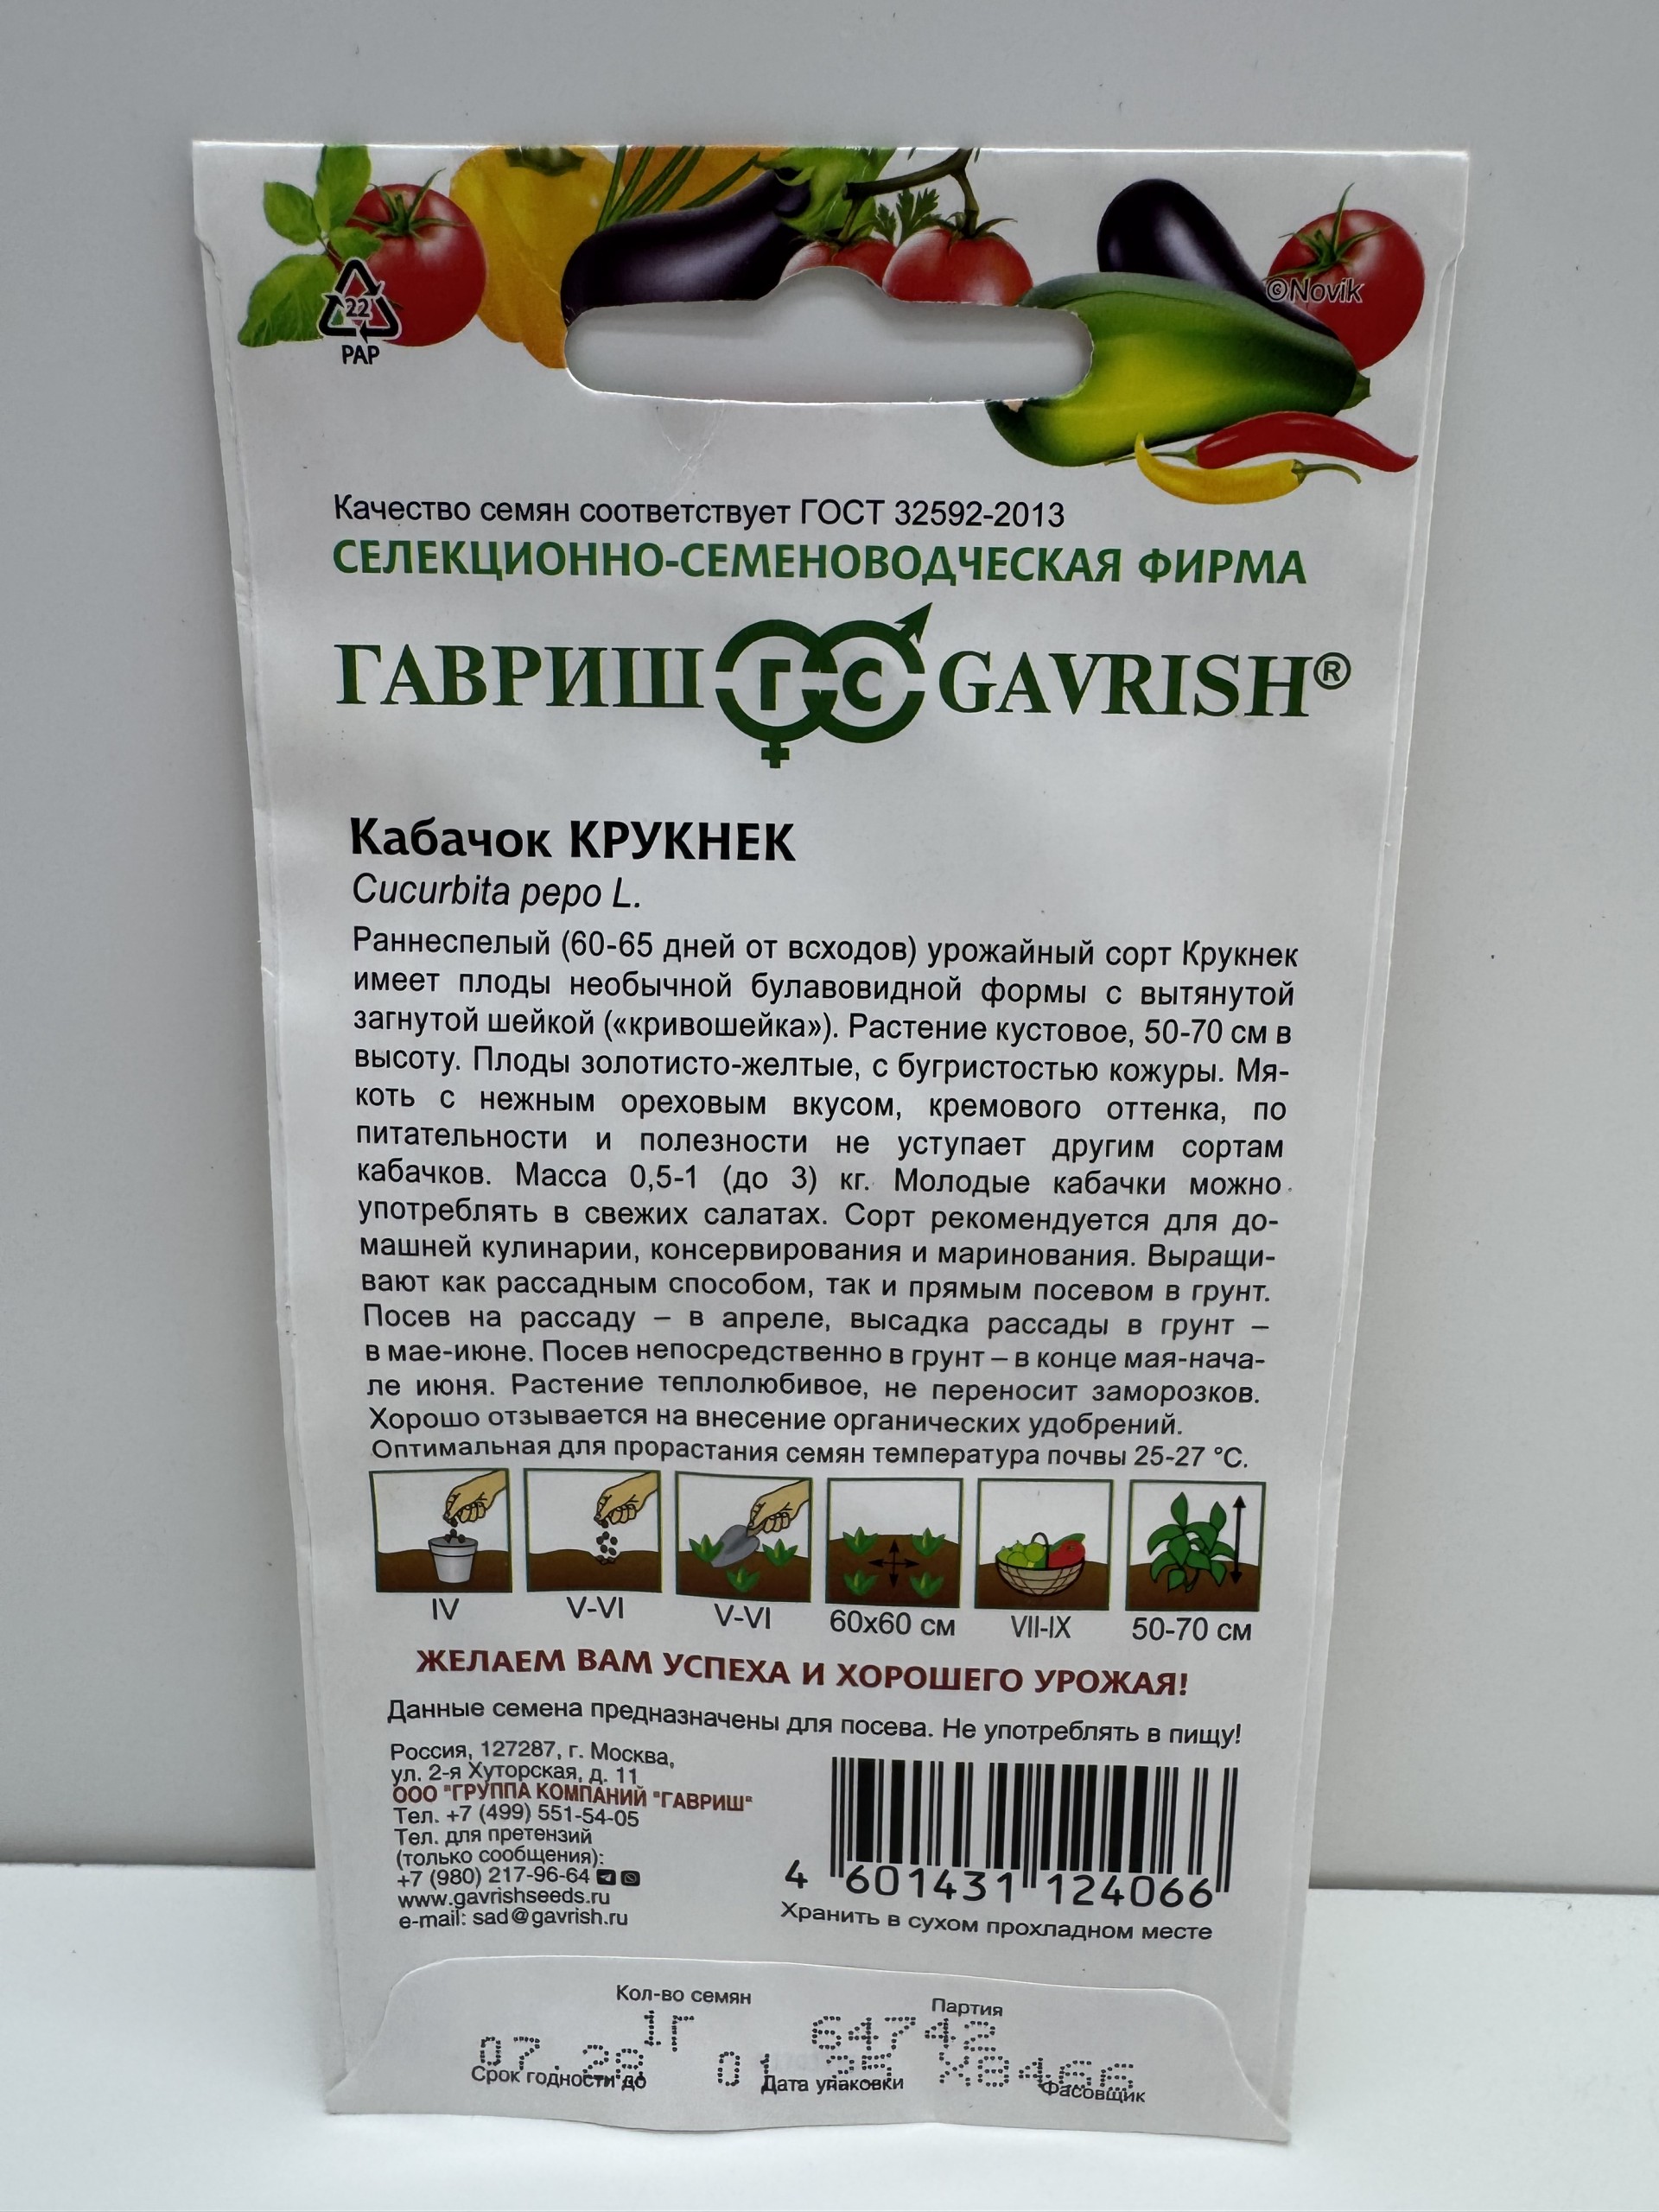 22
PAP
©Novik
Качество семян соответствует ГОСТ 32592-2013
СЕЛЕКЦИОННО-СЕМЕНОВОДЧЕСКАЯ ФИРМА
ГАВРИШ Г С GAVRISH®
Кабачок КРУКНЕК
Cucurbita pepo L.
Раннеспелый (60-65 дней от всходов) урожайный сорт Крукнек
имеет плоды необычной булавовидной формы с вытянутой
загнутой шейкой («кривошейка»). Растение кустовое, 50-70 см в
высоту. Плоды золотисто-желтые, с бугристостью кожуры. Мя-
коть с нежным ореховым вкусом, кремового оттенка, по
питательности и полезности не уступает другим сортам
кабачков. Масса 0,5-1 (до 3) кг. Молодые кабачки можно
употреблять в свежих салатах. Сорт рекомендуется для до-
машней кулинарии, консервирования и маринования. Выращи-
вают как рассадным способом, так и прямым посевом в грунт.
Посев на рассаду – в апреле, высадка рассады в грунт –
в мае-июне. Посев непосредственно в грунт – в конце мая-нача-
ле июня. Растение теплолюбивое, не переносит заморозков.
Хорошо отзывается на внесение органических удобрений.
Оптимальная для прорастания семян температура почвы 25-27 °С.
IV V-VI V-VI 60х60 см VII-IX 50-70 см
ЖЕЛАЕМ ВАМ УСПЕХА И ХОРОШЕГО УРОЖАЯ!
Данные семена предназначены для посева. Не употреблять в пищу!
Россия, 127287, г. Москва,
ул. 2-я Хуторская, д. 11
ООО "ГРУППА КОМПАНИЙ "ГАВРИШ"
Тел. +7 (499) 551-54-05
Тел. для претензий
(только сообщения):
+7 (980) 217-96-64
www.gavrishseeds.ru
e-mail: sad@gavrish.ru
4 601431 124066
Хранить в сухом прохладном месте
Кол-во семян Партия
1Г 64742
07 28 01 25 Х8466
Срок годности до Дата упаковки Фасовщик